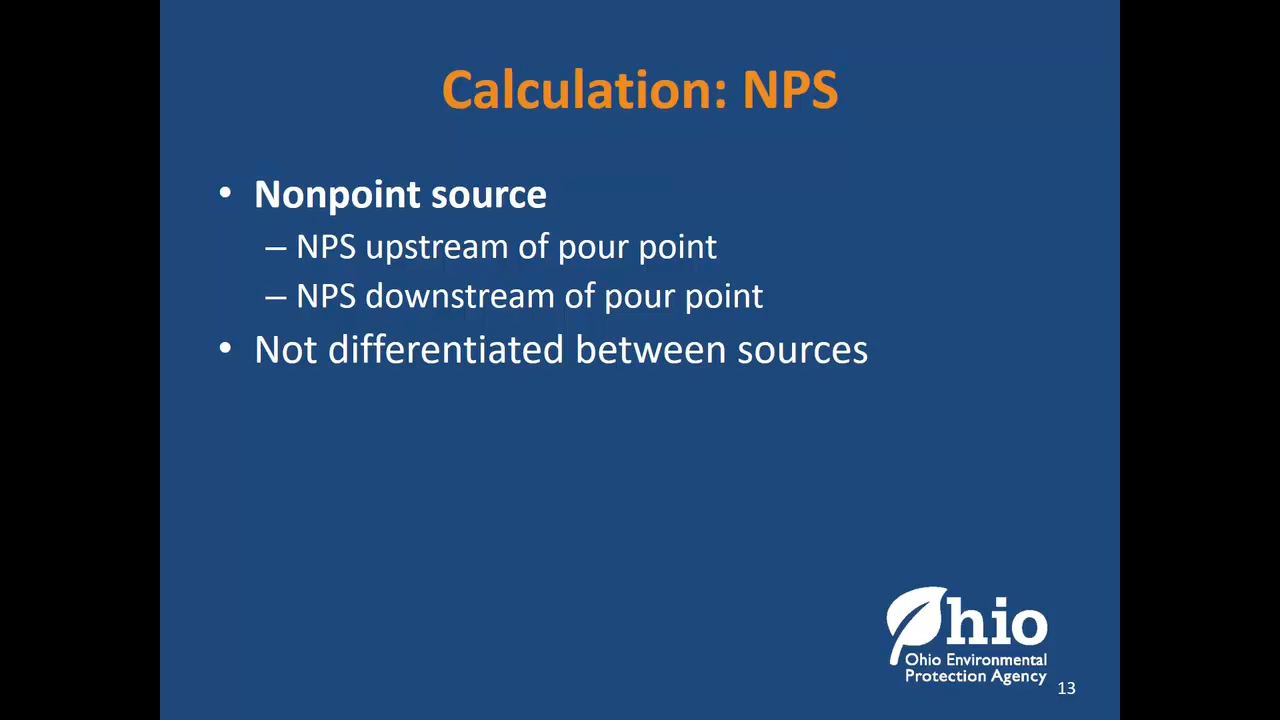 Calculation: NPS
• Nonpoint source
– NPS upstream of pour point
– NPS downstream of pour point
• Not differentiated between sources
Ohio
Ohio Environmental
Protection Agency
13